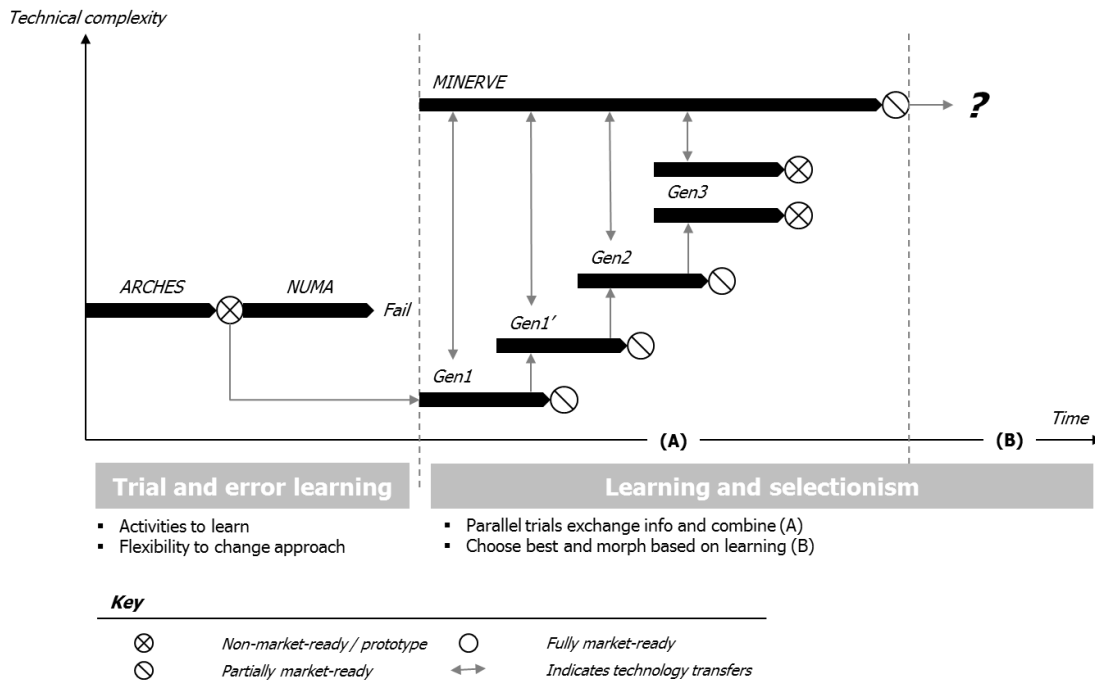 Technical complexity
MINERVE
Gen3
Gen2
ARCHES NUMA Fail
Gen1’
Gen1
?
Time
(A) (B)
Trial and error learning
Learning and selectionism
▪ Activities to learn
▪ Flexibility to change approach
▪ Parallel trials exchange info and combine (A)
▪ Choose best and morph based on learning (B)
Key
Non-market-ready / prototype
Fully market-ready
Partially market-ready
Indicates technology transfers